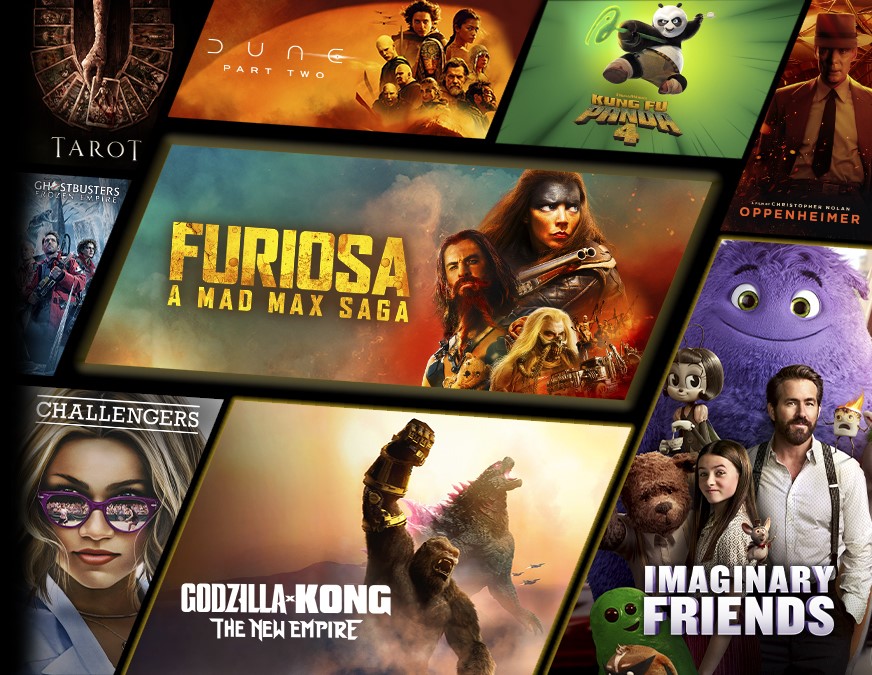 TAROT
DUNE
PART TWO
DREAMWORKS
KUNG FU
PANDA
4
A FILM BY CHRISTOPHER NOLAN
OPPENHEIMER
GHOSTBUSTERS
FROZEN EMPIRE
FURIOSA
A MAD MAX SAGA
CHALLENGERS
GODZILLA x KONG
THE NEW EMPIRE
IMAGINARY
FRIENDS